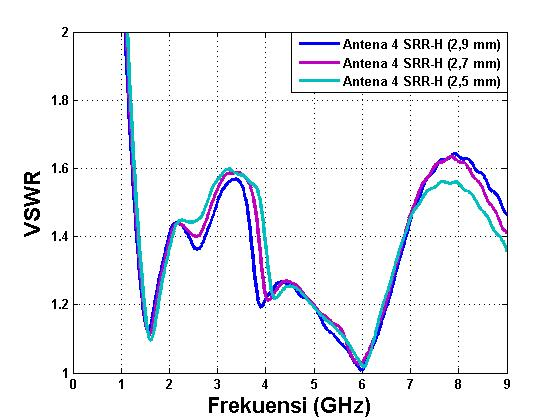 Antena 4 SRR-H (2,9 mm)
Antena 4 SRR-H (2,7 mm)
Antena 4 SRR-H (2,5 mm)
VSWR
2
1.8
1.6
1.4
1.2
1
0 1 2 3 4 5 6 7 8 9
Frekuensi (GHz)